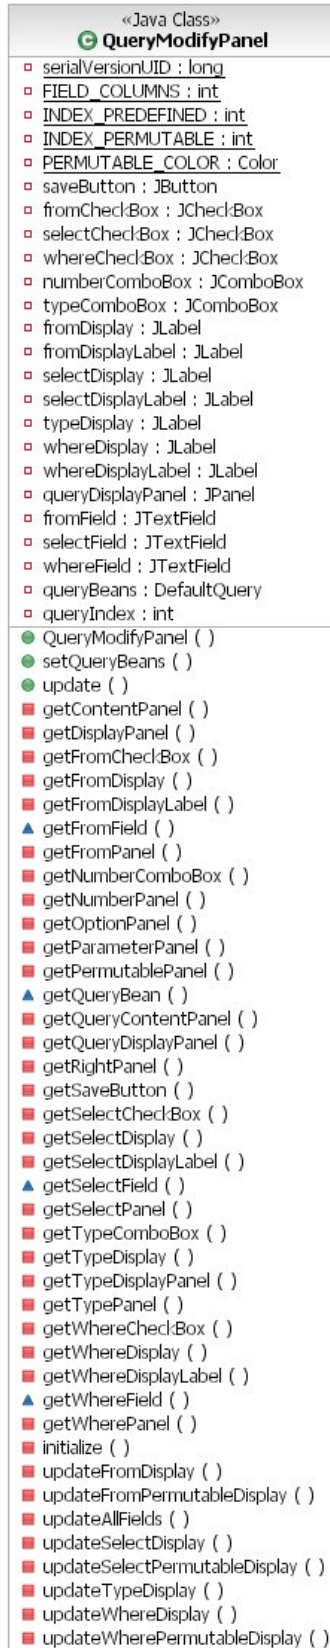 «Java Class»
QueryModifyPanel
serialVersionUID : long
FIELD_COLUMNS : int
INDEX_PREDEFINED : int
INDEX_PERMUTABLE : int
PERMUTABLE_COLOR : Color
saveButton : JButton
fromCheckBox : JCheckBox
selectCheckBox : JCheckBox
whereCheckBox : JCheckBox
numberComboBox : JComboBox
typeComboBox : JComboBox
fromDisplay : JLabel
fromDisplayLabel : JLabel
selectDisplay : JLabel
selectDisplayLabel : JLabel
typeDisplay : JLabel
whereDisplay : JLabel
whereDisplayLabel : JLabel
queryDisplayPanel : JPanel
fromField : JTextField
selectField : JTextField
whereField : JTextField
queryBeans : DefaultQuery
queryIndex : int
QueryModifyPanel ( )
setQueryBeans ( )
update ( )
getContentPanel ( )
getDisplayPanel ( )
getFromCheckBox ( )
getFromDisplay ( )
getFromDisplayLabel ( )
getFromField ( )
getFromPanel ( )
getNumberComboBox ( )
getNumberPanel ( )
getOptionPanel ( )
getParameterPanel ( )
getPermutablePanel ( )
getQueryBean ( )
getQueryContentPanel ( )
getQueryDisplayPanel ( )
getRightPanel ( )
getSaveButton ( )
getSelectCheckBox ( )
getSelectDisplay ( )
getSelectDisplayLabel ( )
getSelectField ( )
getSelectPanel ( )
getTypeComboBox ( )
getTypeDisplay ( )
getTypeDisplayPanel ( )
getTypePanel ( )
getWhereCheckBox ( )
getWhereDisplay ( )
getWhereDisplayLabel ( )
getWhereField ( )
getWherePanel ( )
initialize ( )
updateFromDisplay ( )
updateFromPermutableDisplay ( )
updateAllFields ( )
updateSelectDisplay ( )
updateSelectPermutableDisplay ( )
updateTypeDisplay ( )
updateWhereDisplay ( )
updateWherePermutableDisplay ( )